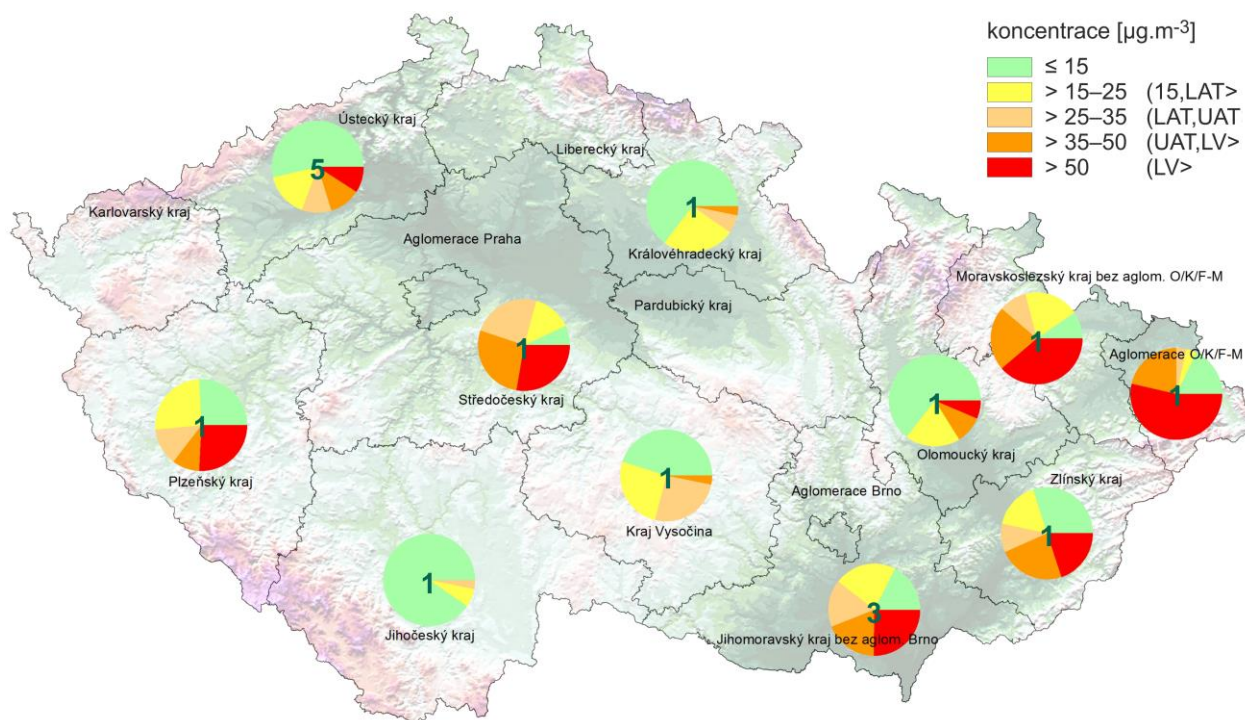 koncentrace [µg.m-3]
≤ 15
> 15–25 (15,LAT>
> 25–35 (LAT,UAT
> 35–50 (UAT,LV>
> 50 (LV>
Ústecký kraj
5
Liberecký kraj
Karlovarský kraj
1
Aglomerace Praha
Královéhradecký kraj
Moravskoslezský kraj bez aglom. O/K/F-M
Pardubický kraj
1
1
Aglomerace O/K/F-M
1
Středočeský kraj
1
1
Olomoucký kraj
Plzeňský kraj
1
Zlínský kraj
Aglomerace Brno
Kraj Vysočina
1
1
Jihočeský kraj
3
Jihomoravský kraj bez aglom. Brno